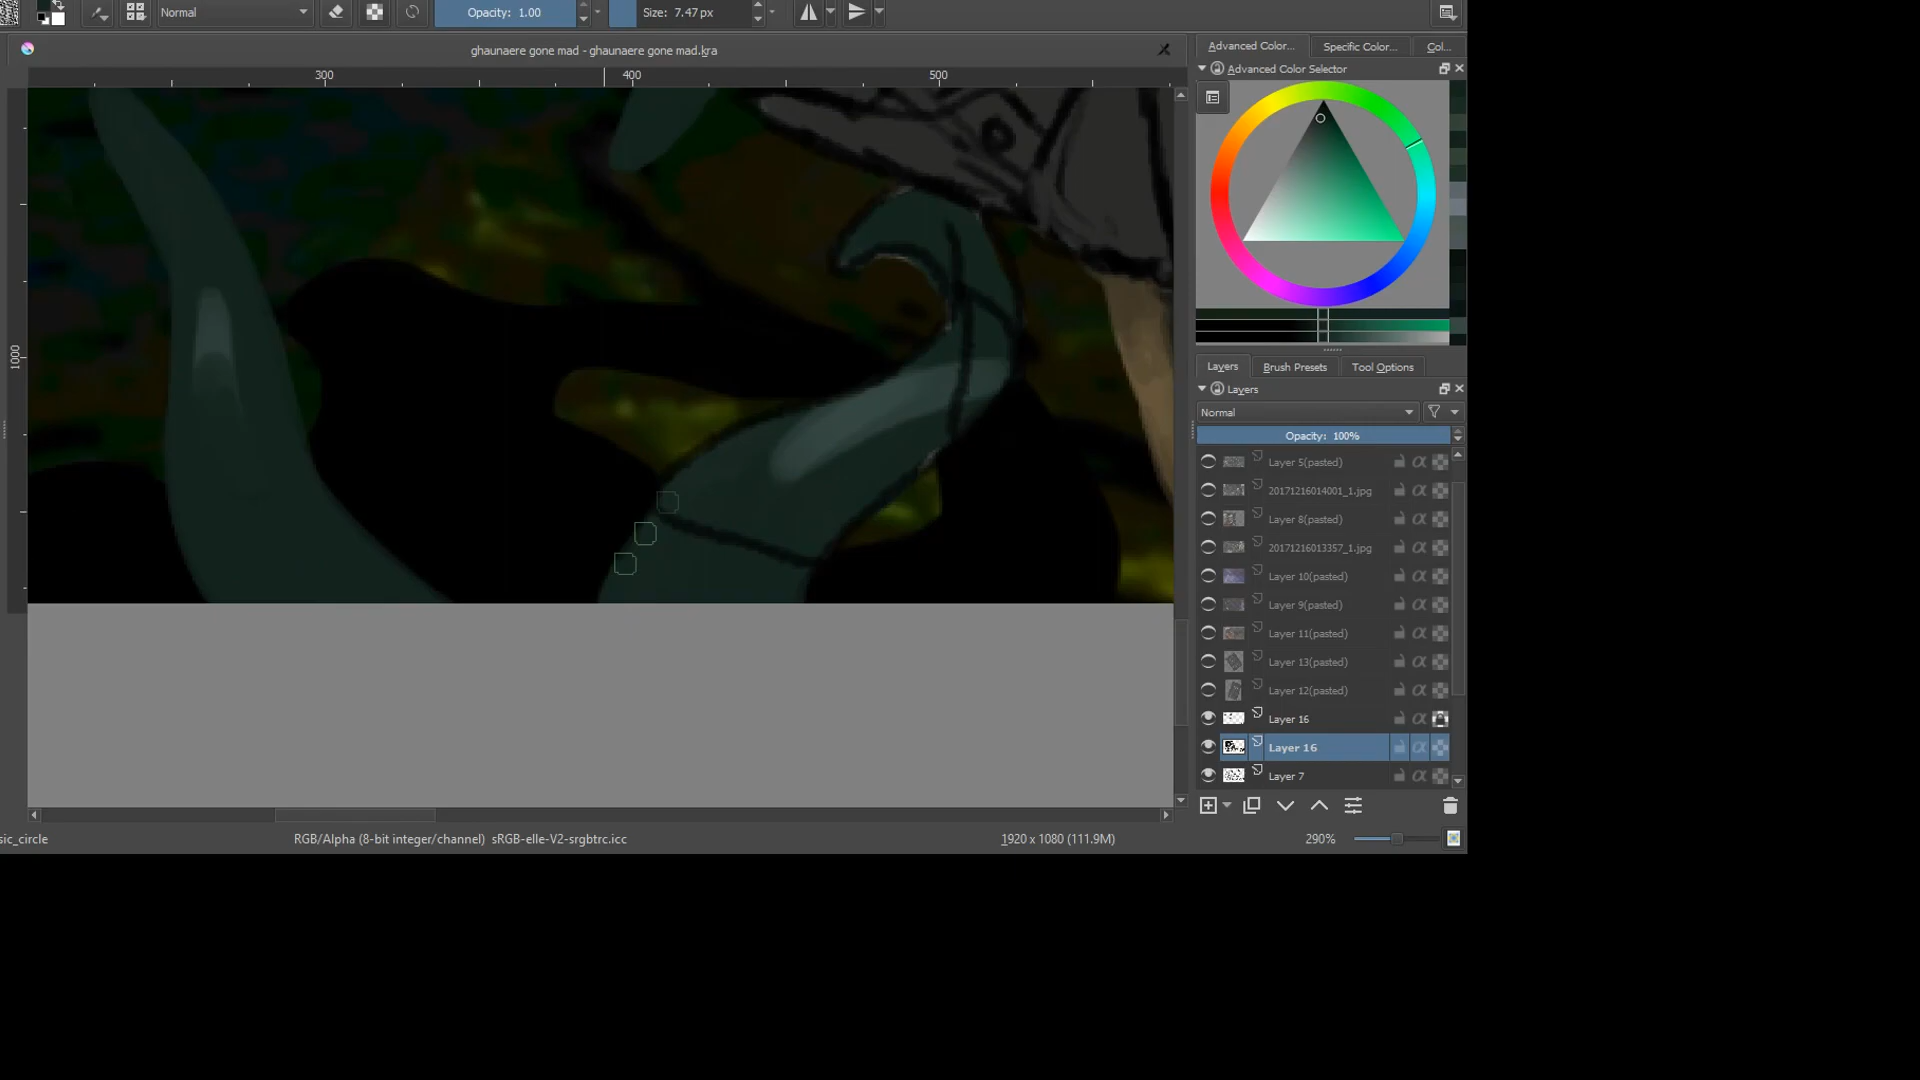 Normal
Opacity: 1.00
Size: 7.47 px
ghaunaere gone mad - ghaunaere gone mad.kra
Advanced Color...
Specific Color...
Col...
Advanced Color Selector
300
400
500
1000
Layers
Brush Presets
Tool Options
Layers
Normal
Opacity: 100%
Layer 5(pasted)
20171216014001_1.jpg
Layer 8(pasted)
20171216013357_1.jpg
Layer 10(pasted)
Layer 9(pasted)
Layer 11(pasted)
Layer 13(pasted)
Layer 12(pasted)
Layer 16
Layer 16
Layer 7
sic_circle
RGB/Alpha (8-bit integer/channel) sRGB-elle-V2-srgbtrc.icc
1920 x 1080 (111.9M)
290%